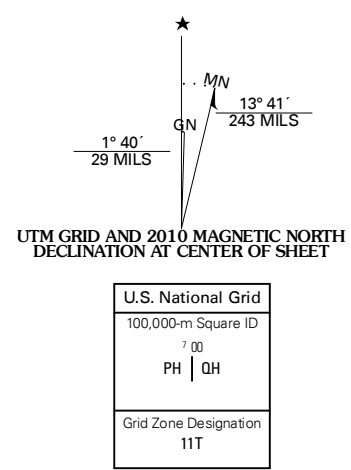 ★
MN
13° 41´
243 MILS
GN
1° 40´
29 MILS
UTM GRID AND 2010 MAGNETIC NORTH
DECLINATION AT CENTER OF SHEET
U.S. National Grid
100,000-m Square ID
7 00
PH | QH
Grid Zone Designation
11T